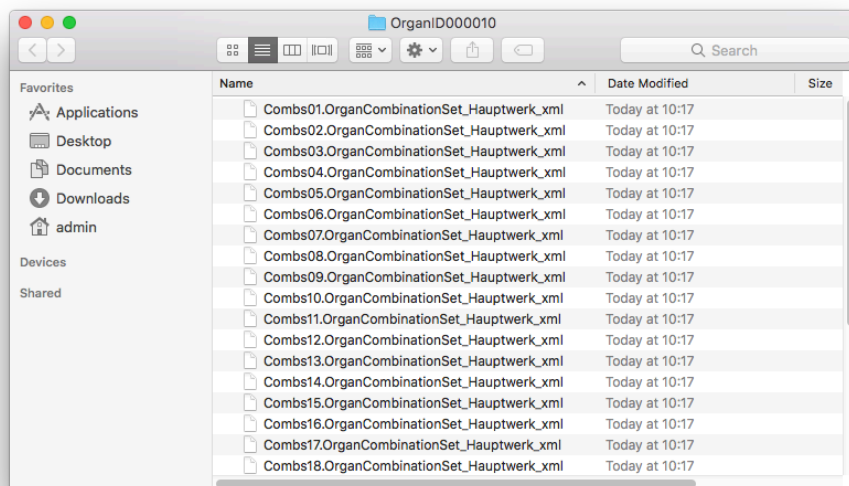 OrganID000010
Search
Favorites
Applications
Desktop
Documents
Downloads
admin
Devices
Shared
Name Date Modified Size
Combs01.OrganCombinationSet_Hauptwerk_xml Today at 10:17
Combs02.OrganCombinationSet_Hauptwerk_xml Today at 10:17
Combs03.OrganCombinationSet_Hauptwerk_xml Today at 10:17
Combs04.OrganCombinationSet_Hauptwerk_xml Today at 10:17
Combs05.OrganCombinationSet_Hauptwerk_xml Today at 10:17
Combs06.OrganCombinationSet_Hauptwerk_xml Today at 10:17
Combs07.OrganCombinationSet_Hauptwerk_xml Today at 10:17
Combs08.OrganCombinationSet_Hauptwerk_xml Today at 10:17
Combs09.OrganCombinationSet_Hauptwerk_xml Today at 10:17
Combs10.OrganCombinationSet_Hauptwerk_xml Today at 10:17
Combs11.OrganCombinationSet_Hauptwerk_xml Today at 10:17
Combs12.OrganCombinationSet_Hauptwerk_xml Today at 10:17
Combs13.OrganCombinationSet_Hauptwerk_xml Today at 10:17
Combs14.OrganCombinationSet_Hauptwerk_xml Today at 10:17
Combs15.OrganCombinationSet_Hauptwerk_xml Today at 10:17
Combs16.OrganCombinationSet_Hauptwerk_xml Today at 10:17
Combs17.OrganCombinationSet_Hauptwerk_xml Today at 10:17
Combs18.OrganCombinationSet_Hauptwerk_xml Today at 10:17